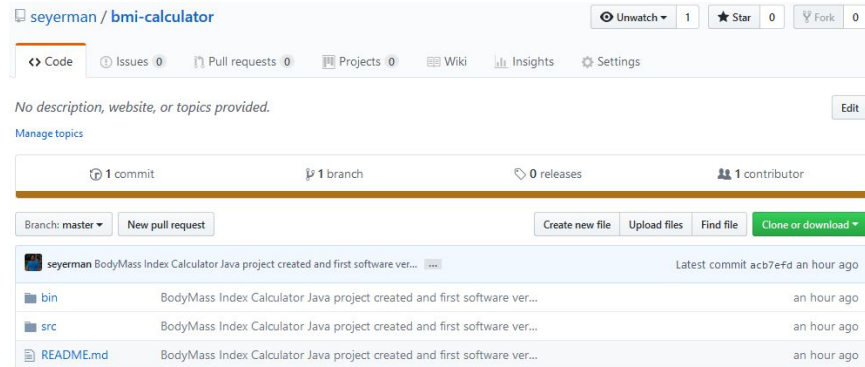 seyerman / bmi-calculator Unwatch 1 Star 0 Fork 0
Code Issues 0 Pull requests 0 Projects 0 Wiki Insights Settings
No description, website, or topics provided. Edit
Manage topics
1 commit 1 branch 0 releases 1 contributor
Branch: master New pull request Create new file Upload files Find file Clone or download
seyerman BodyMass Index Calculator Java project created and first software ver... ... Latest commit acb7efd an hour ago
bin BodyMass Index Calculator Java project created and first software ver... an hour ago
src BodyMass Index Calculator Java project created and first software ver... an hour ago
README.md BodyMass Index Calculator Java project created and first software ver... an hour ago